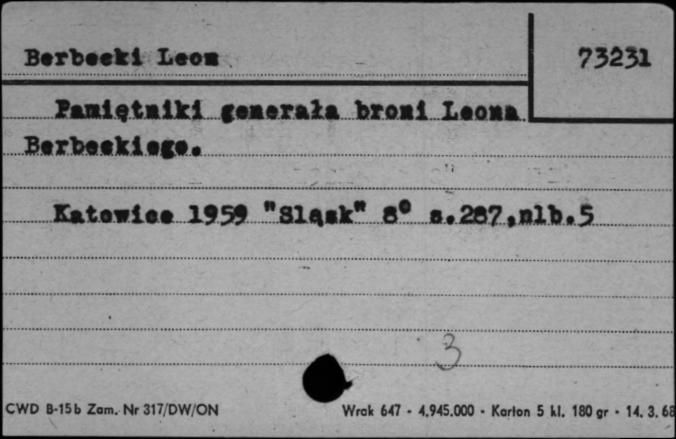 Berbecki Leon
73231
Pamiętniki generała broni Leona
Berbeckiego.
Katowice 1959 "Sląsk" 8° s.287,nlb.5
3
CWD B-15b Zam. Nr 317/DW/ON
Wrak 647 - 4.945.000 - Karton 5 kl. 180 gr - 14. 3. 68